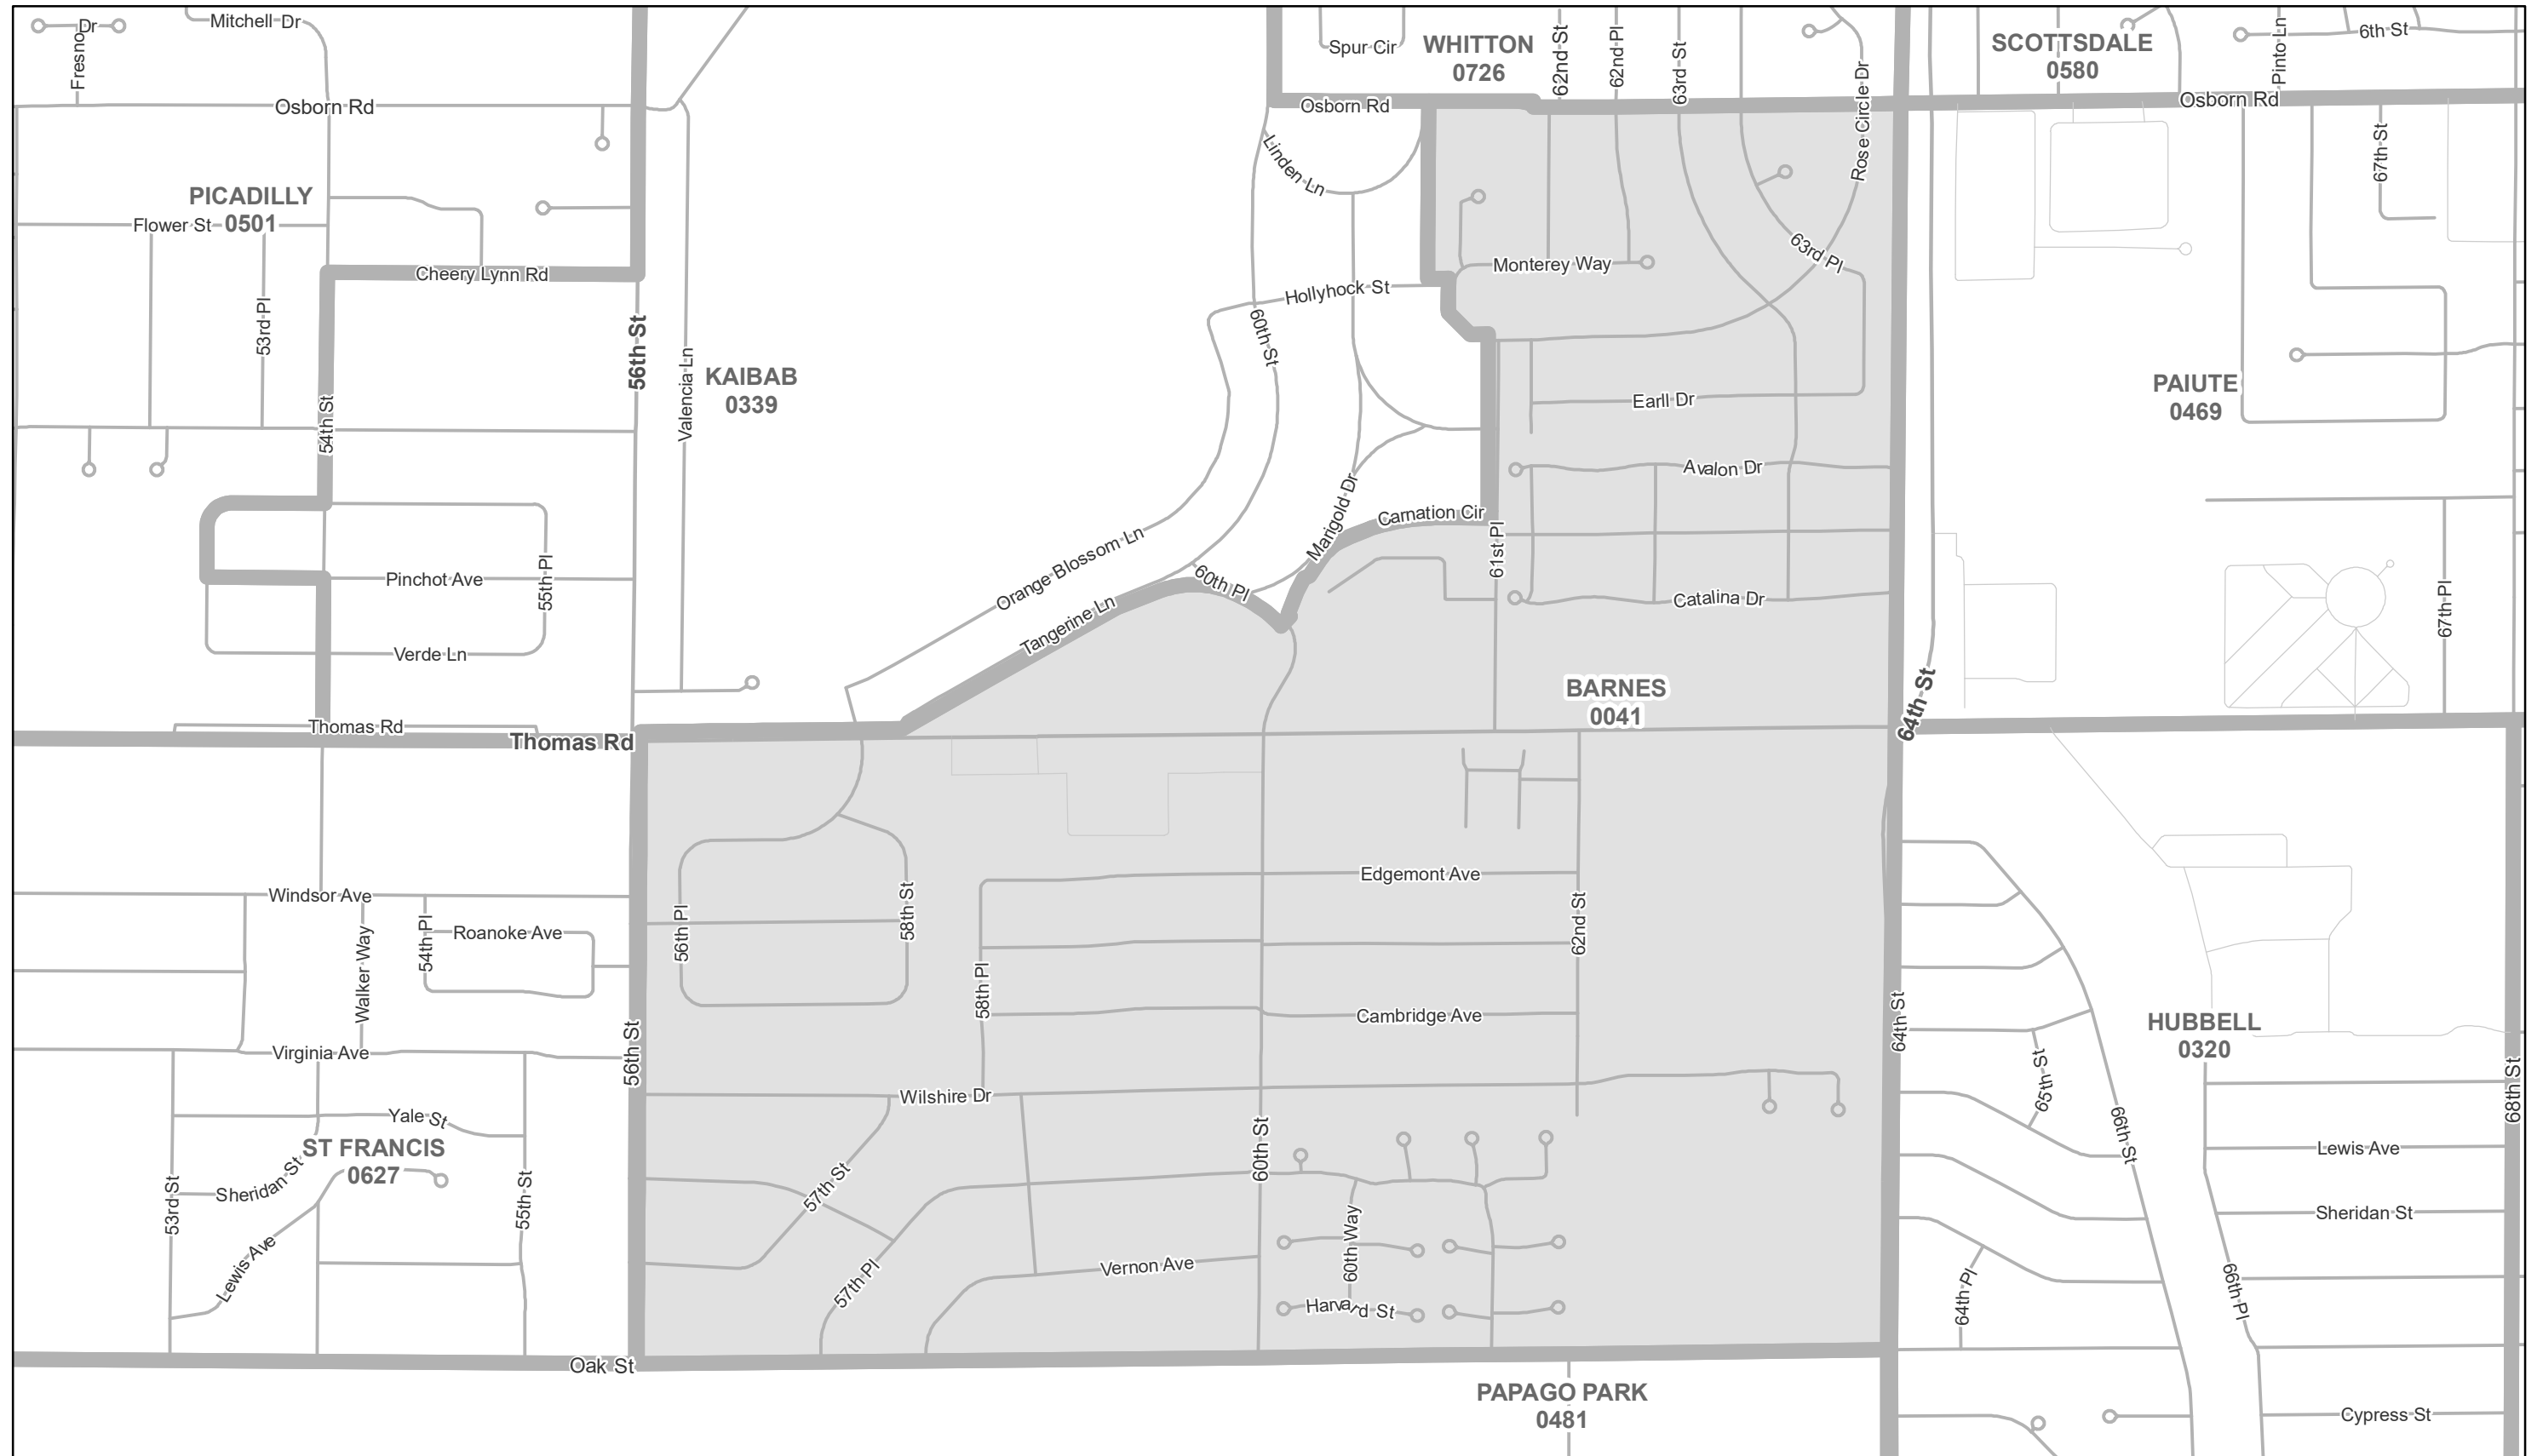 Dr
Mitchell Dr
Fresno
Osborn Rd
PICADILLY
0501
Flower St
Cheery Lynn Rd
53rd Pl
54th St
56th St
Valencia Ln
KAIBAB
0339
Pinchot Ave
55th Pl
Verde Ln
Thomas Rd
Thomas Rd
Spur Cir
WHITTON
0726
62nd St
62nd Pl
63rd St
Rose Circle Dr
Osborn Rd
Linden Ln
Monterey Way
63rd Pl
Hollyhock St
60th St
Earll Dr
Avalon Dr
Marigold Dr
Carnation Cir
61st Pl
Orange Blossom Ln
60th Pl
Tangerine Ln
Catalina Dr
BARNES
0041
SCOTTSDALE
0580
Pinto Ln
6th St
Osborn Rd
67th St
PAIUTE
0469
67th Pl
64th St
Windsor Ave
54th Pl
Roanoke Ave
Walker Way
Virginia Ave
56th St
Yale St
ST FRANCIS
0627
Sheridan St
53rd St
55th St
Lewis Ave
Oak St
56th Pl
58th St
58th Pl
Edgemont Ave
62nd St
Cambridge Ave
Wilshire Dr
57th St
60th St
57th Pl
Vernon Ave
60th Way
Harvard St
64th St
HUBBELL
0320
65th St
66th St
68th St
Lewis Ave
Sheridan St
64th Pl
66th Pl
PAPAGO PARK
0481
Cypress St